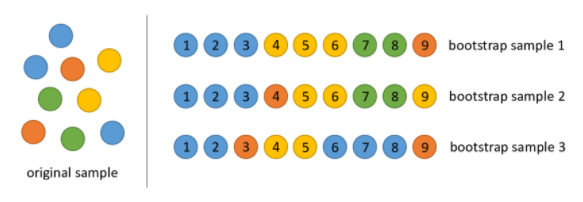 1 2 3 4 5 6 7 8 9 bootstrap sample 1
1 2 3 4 5 6 7 8 9 bootstrap sample 2
1 2 3 4 5 6 7 8 9 bootstrap sample 3
original sample